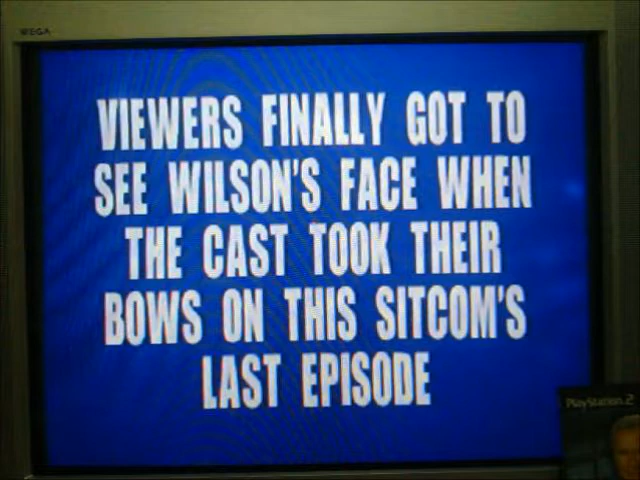 WEGA
VIEWERS FINALLY GOT TO
SEE WILSON'S FACE WHEN
THE CAST TOOK THEIR
BOWS ON THIS SITCOM'S
LAST EPISODE
PlayStation.2